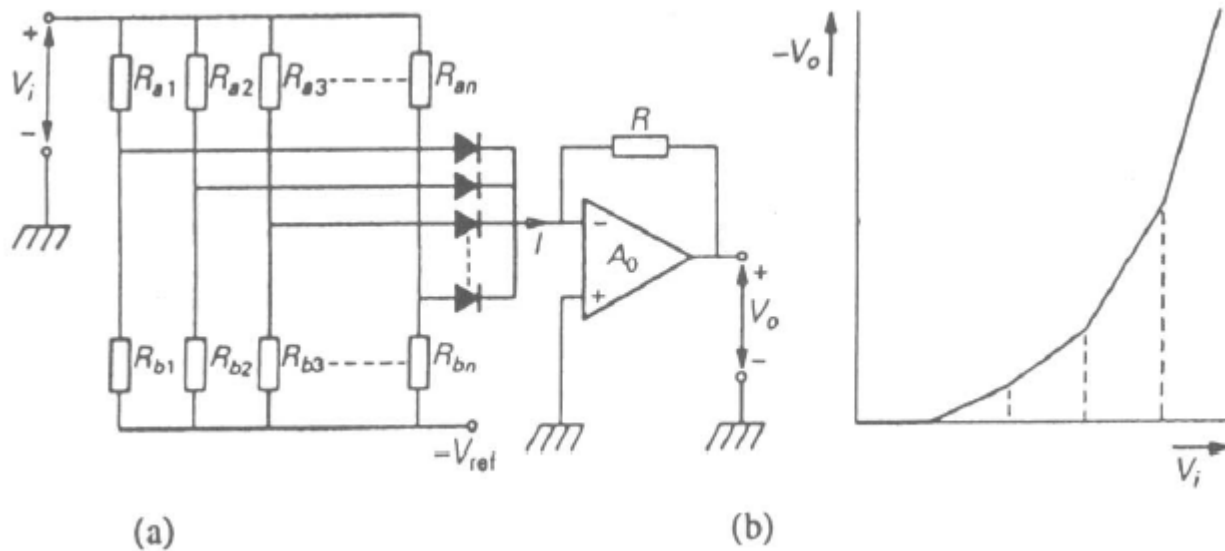 +
V_i
−
R_a1
R_a2
R_a3
R_an
R
I
−
A_0
+
+
V_o
−
R_b1
R_b2
R_b3
R_bn
−V_ref
(a)
−V_o
V_i
(b)